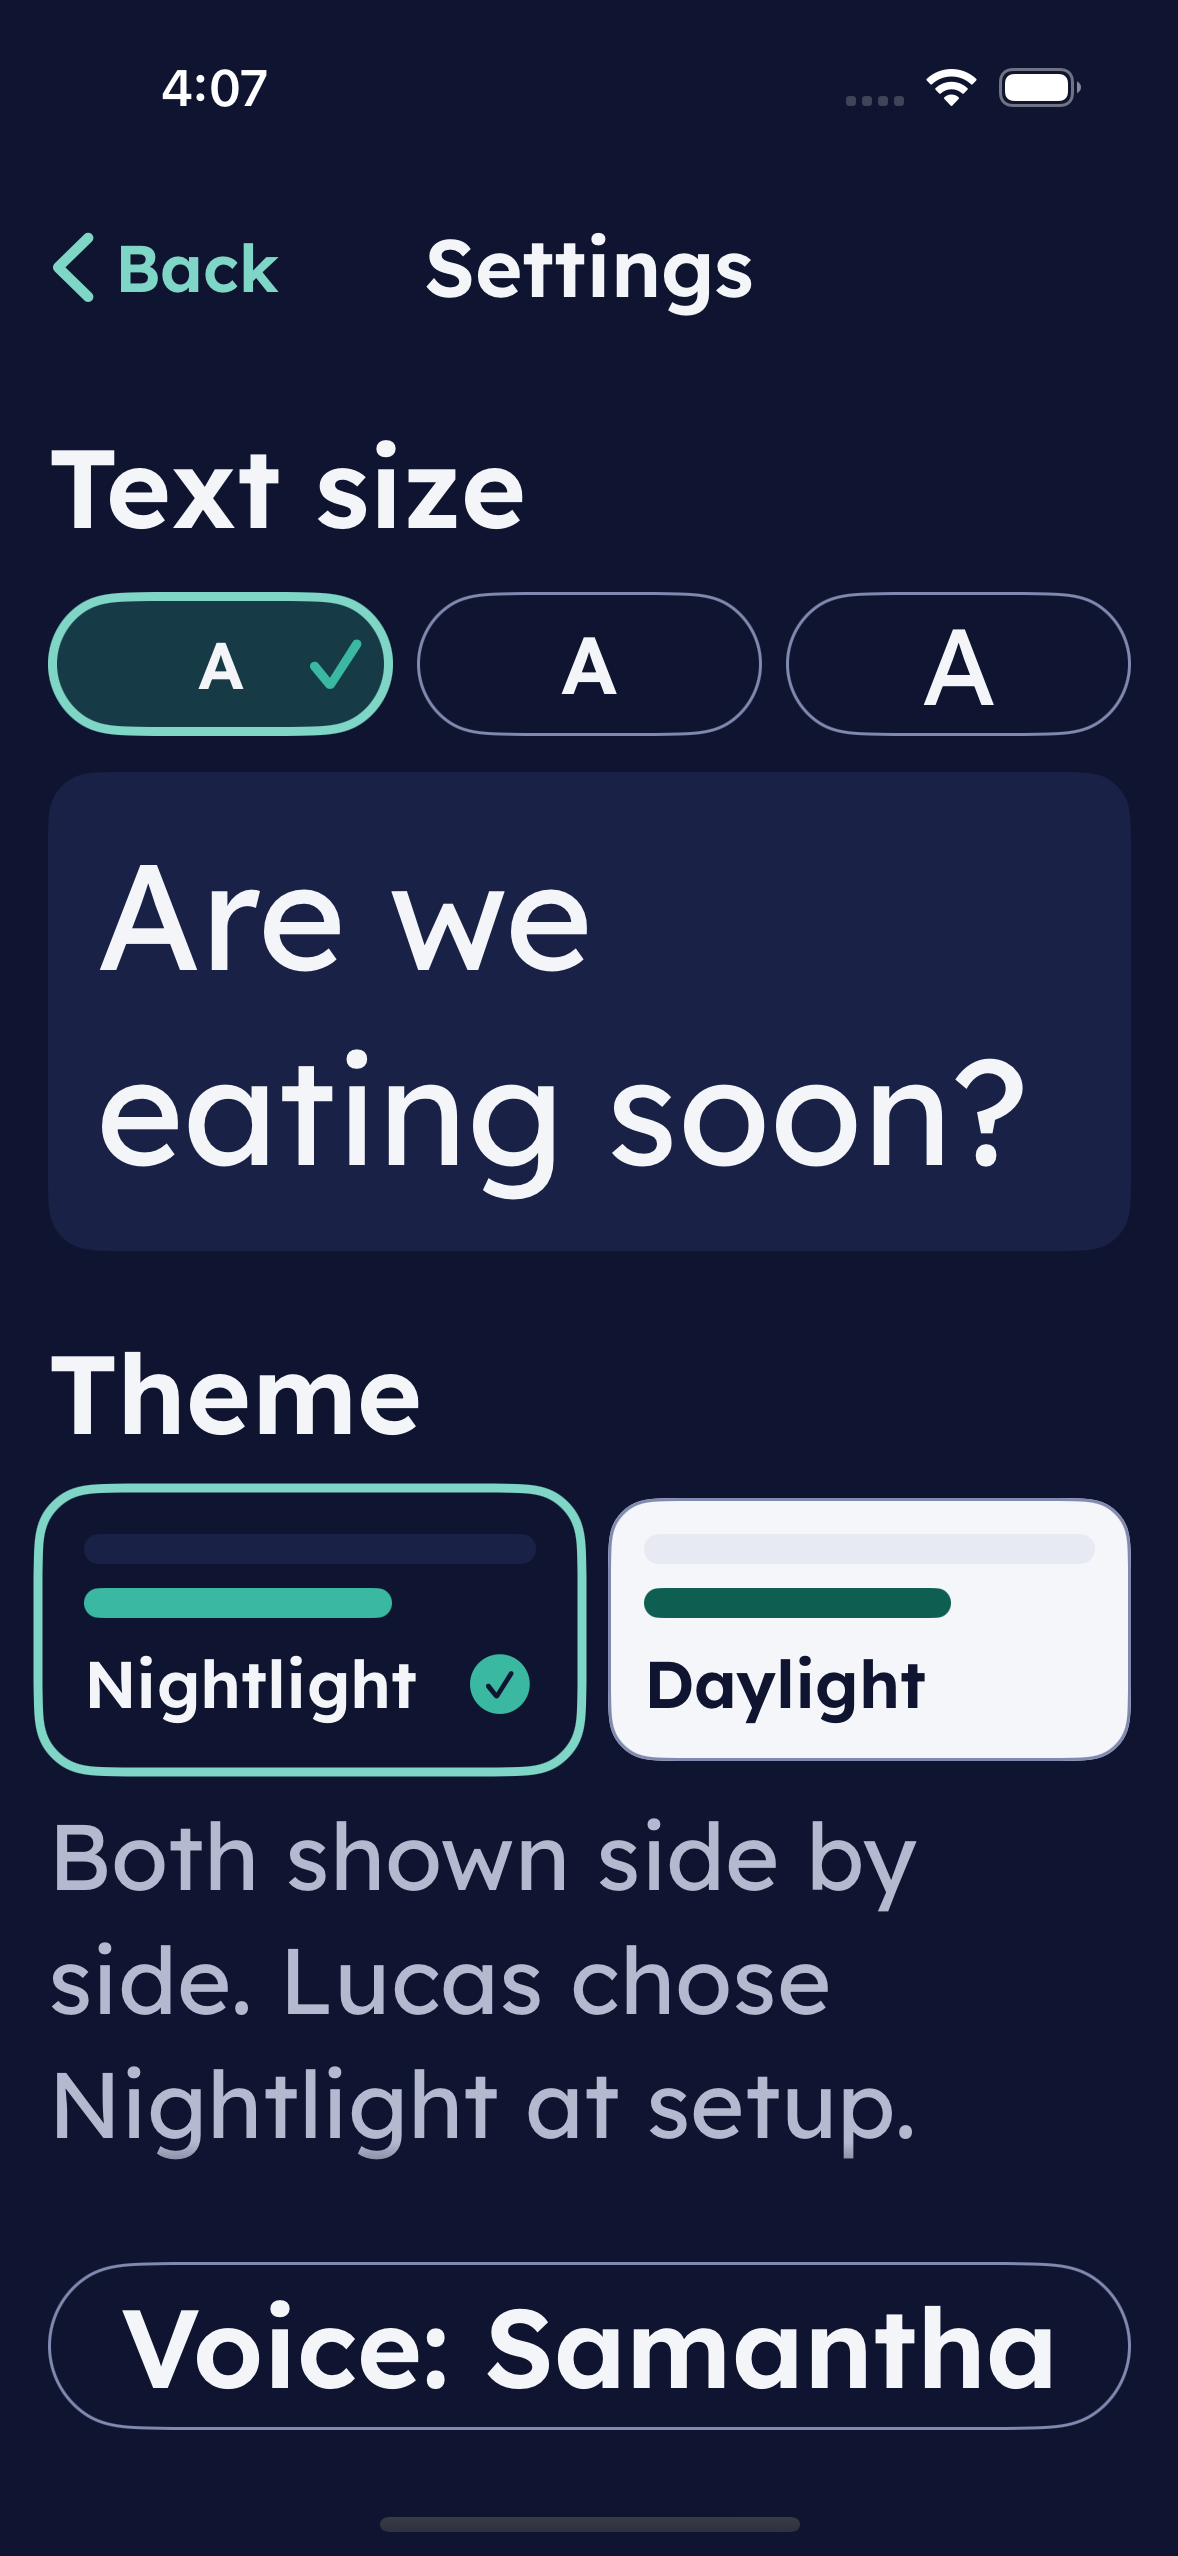 4:07
Back
Settings
Text size
A
A
A
Are we
eating soon?
Theme
Nightlight
Daylight
Both shown side by
side. Lucas chose
Nightlight at setup.
Voice: Samantha